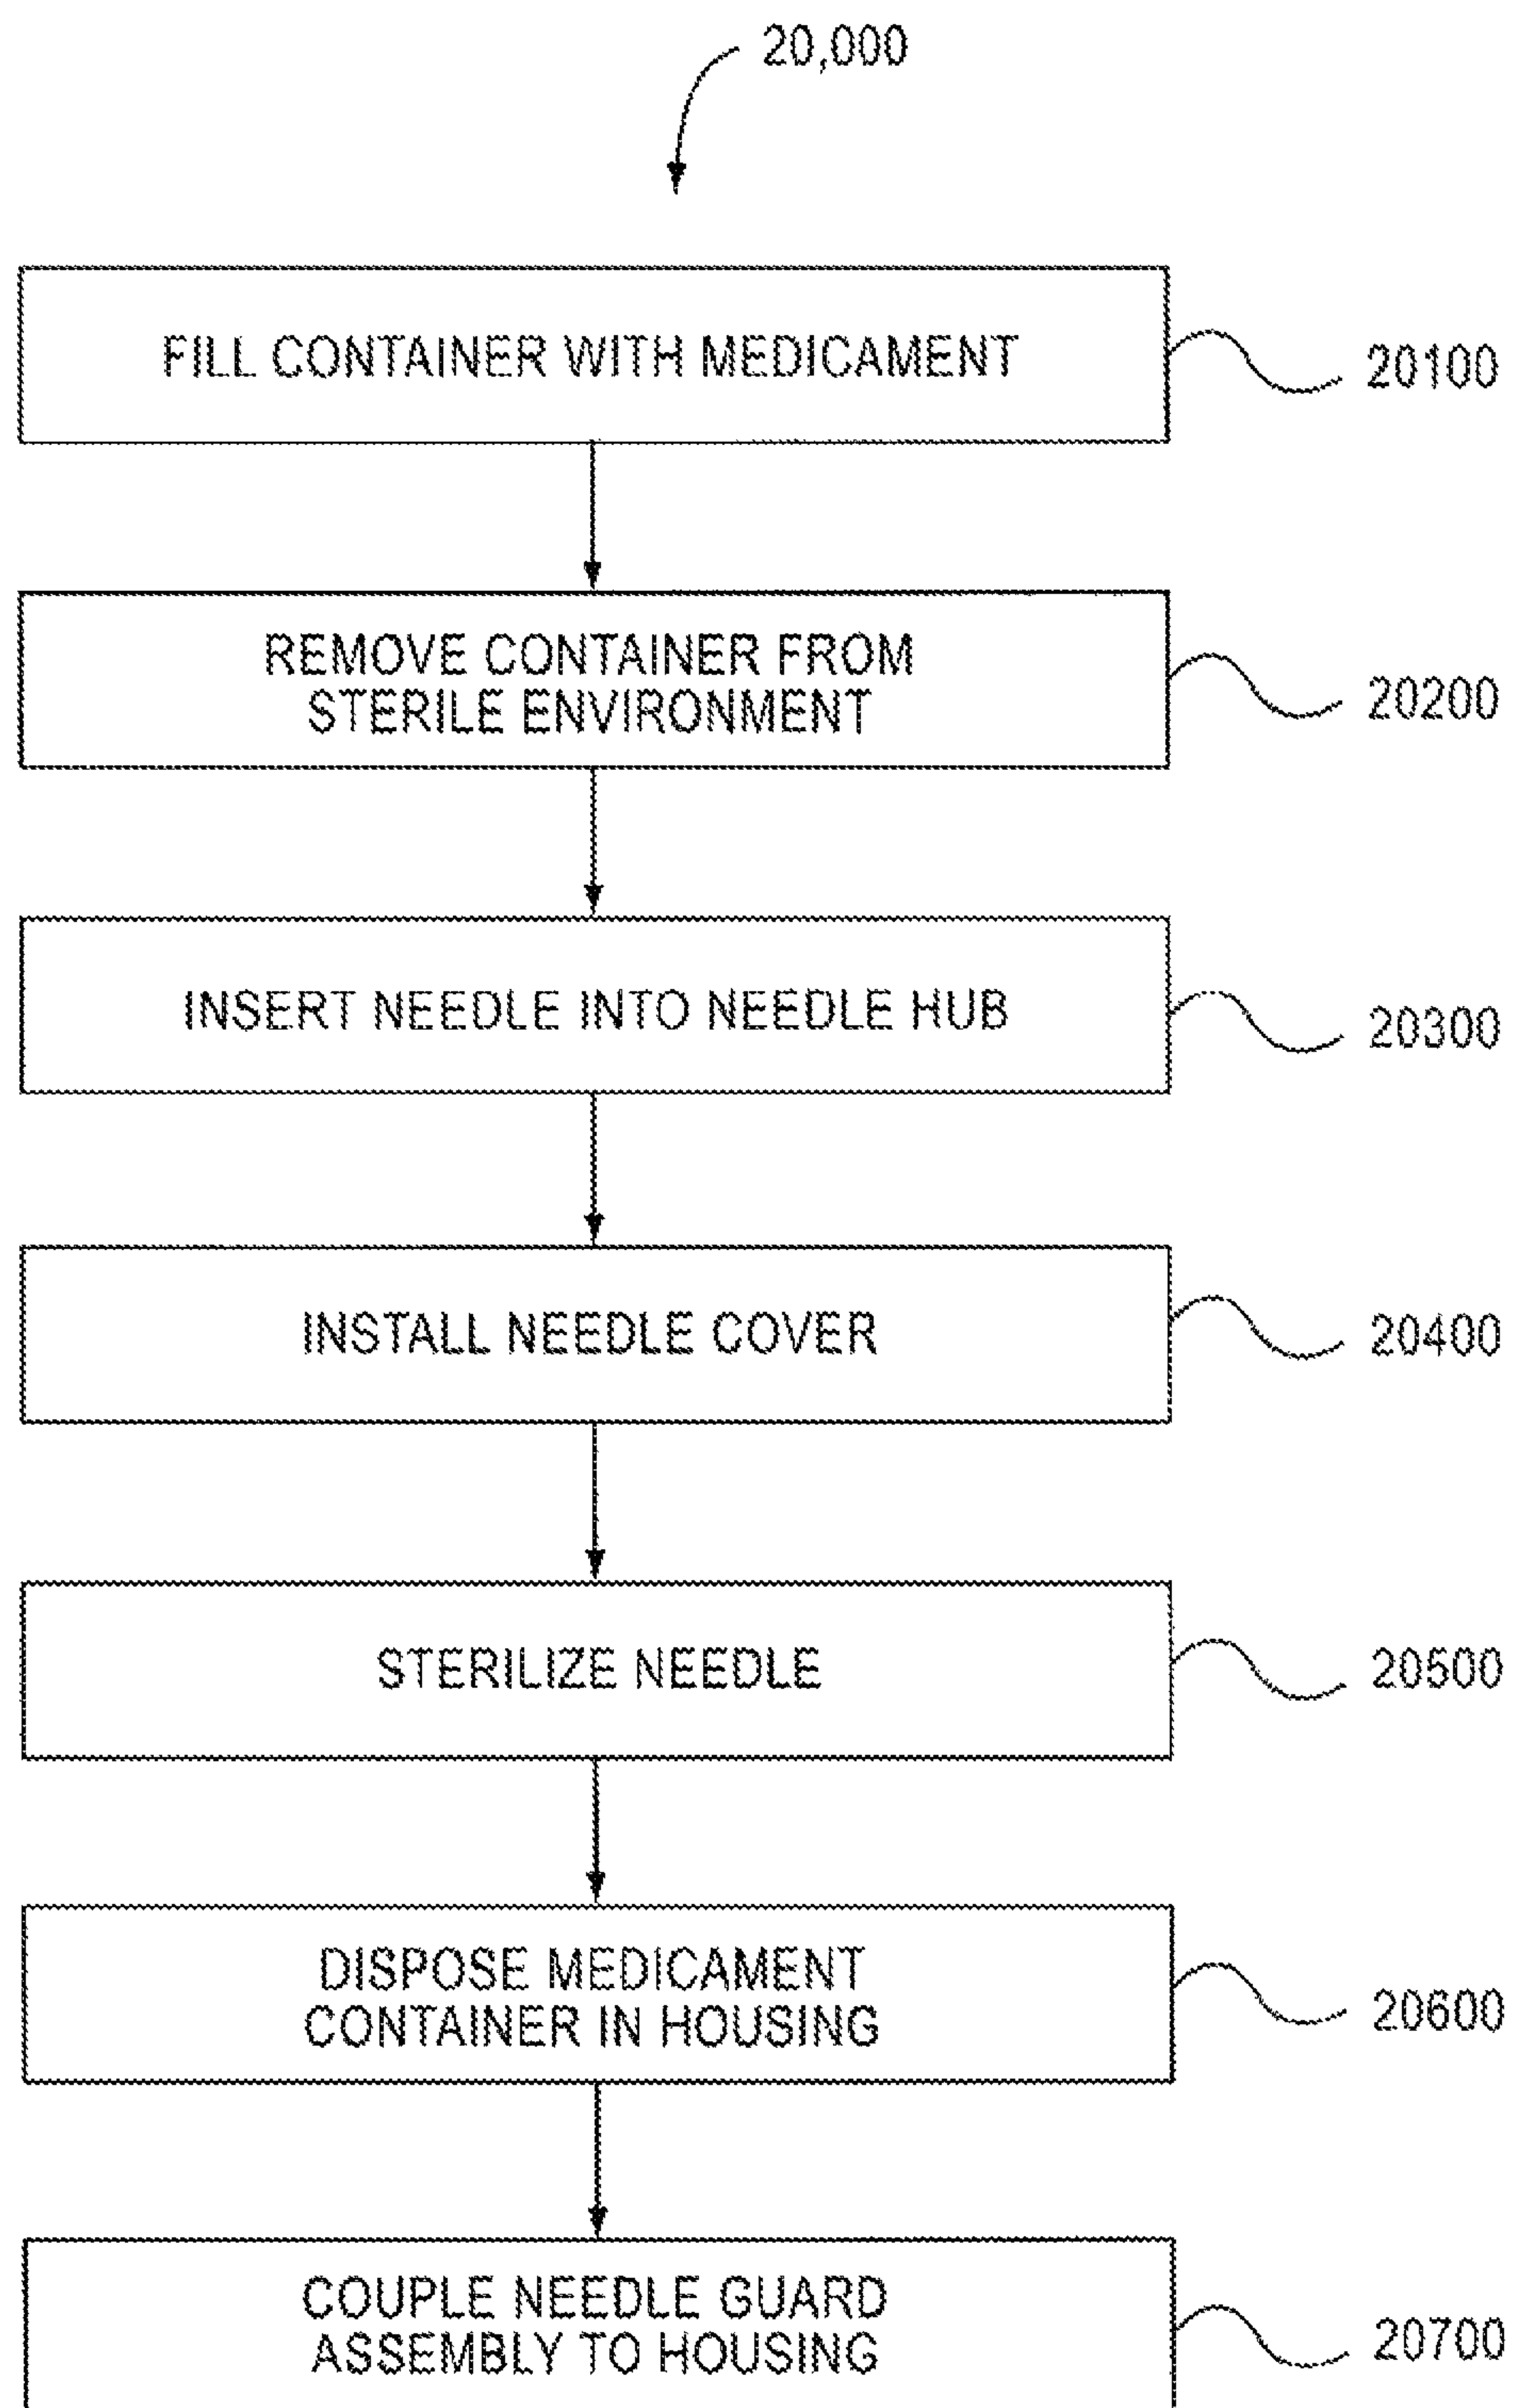 20,000
FILL CONTAINER WITH MEDICAMENT
20100
REMOVE CONTAINER FROM
STERILE ENVIRONMENT
20200
INSERT NEEDLE INTO NEEDLE HUB
20300
INSTALL NEEDLE COVER
20400
STERILIZE NEEDLE
20500
DISPOSE MEDICAMENT
CONTAINER IN HOUSING
20600
COUPLE NEEDLE GUARD
ASSEMBLY TO HOUSING
20700